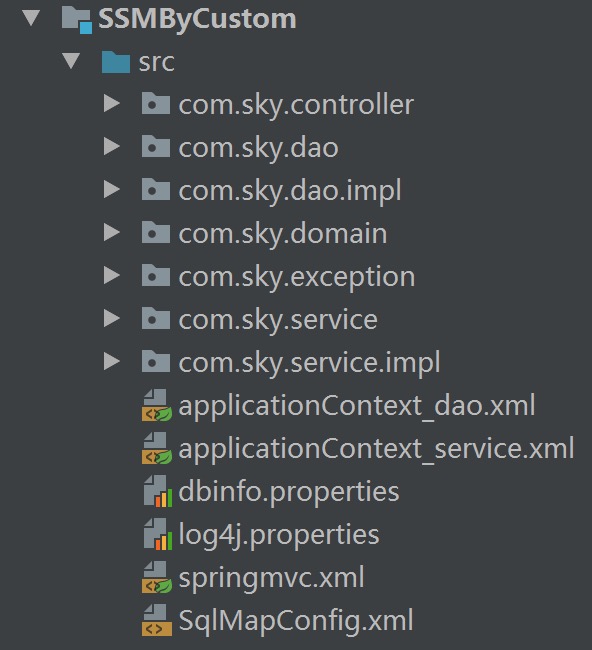 SSMByCustom
src
com.sky.controller
com.sky.dao
com.sky.dao.impl
com.sky.domain
com.sky.exception
com.sky.service
com.sky.service.impl
applicationContext_dao.xml
applicationContext_service.xml
dbinfo.properties
log4j.properties
springmvc.xml
SqlMapConfig.xml